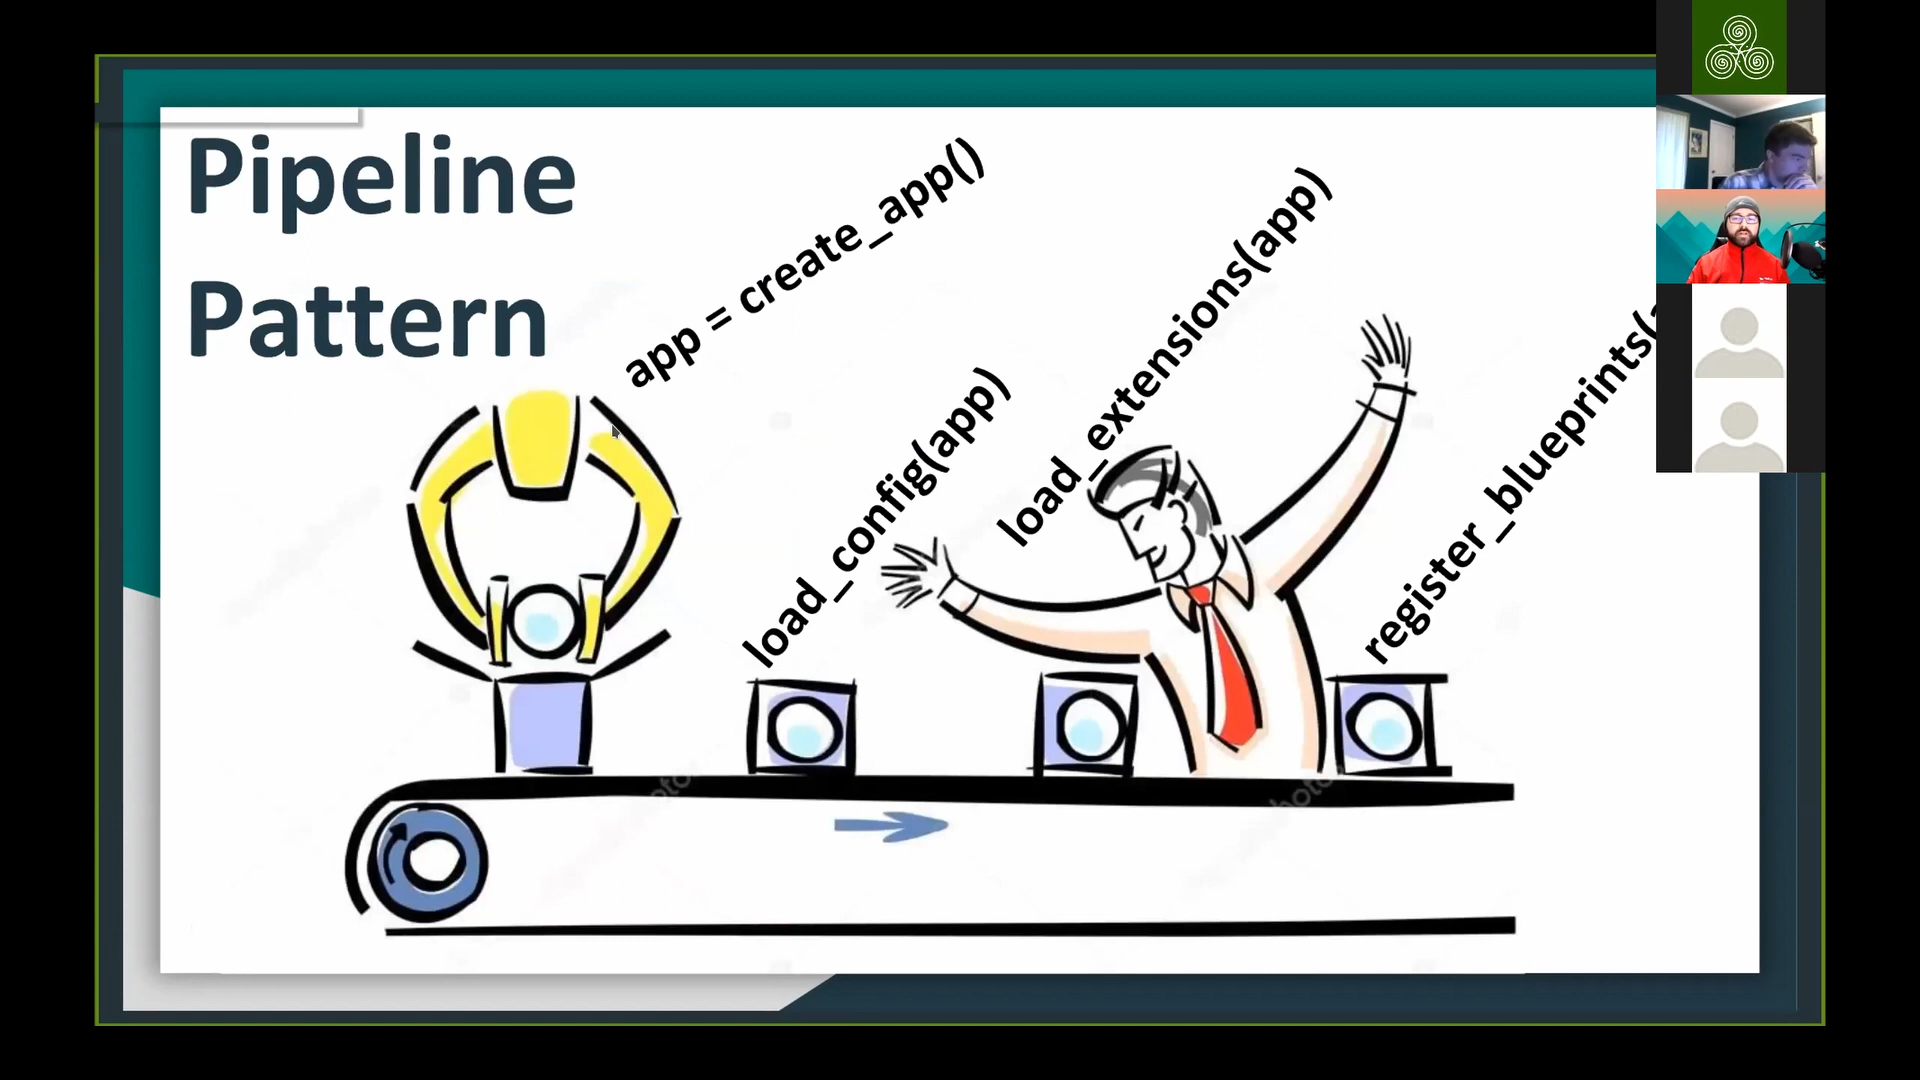 Pipeline
Pattern
app = create_app()
load_config(app)
load_extensions(app)
register_blueprints(